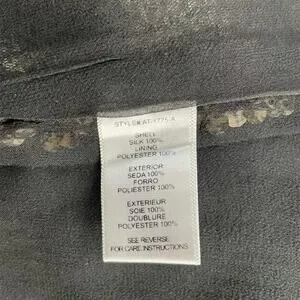 SHELL
SILK 100%
LINING
POLYESTER 100%
EXTERIOR
SEDA 100%
FORRO
POLIESTER 100%
EXTERIEUR
SOIE 100%
DOUBLURE
POLYESTER 100%
SEE REVERSE
FOR CARE INSTRUCTIONS